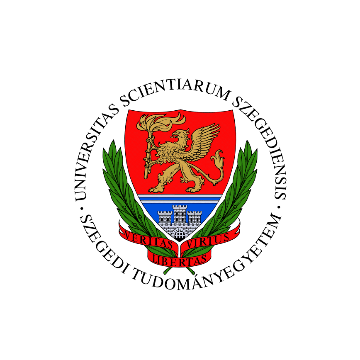 · UNIVERSITAS SCIENTIARUM SZEGEDIENSIS ·
SZEGEDI TUDOMÁNYEGYETEM
VERITAS VIRTUS
LIBERTAS